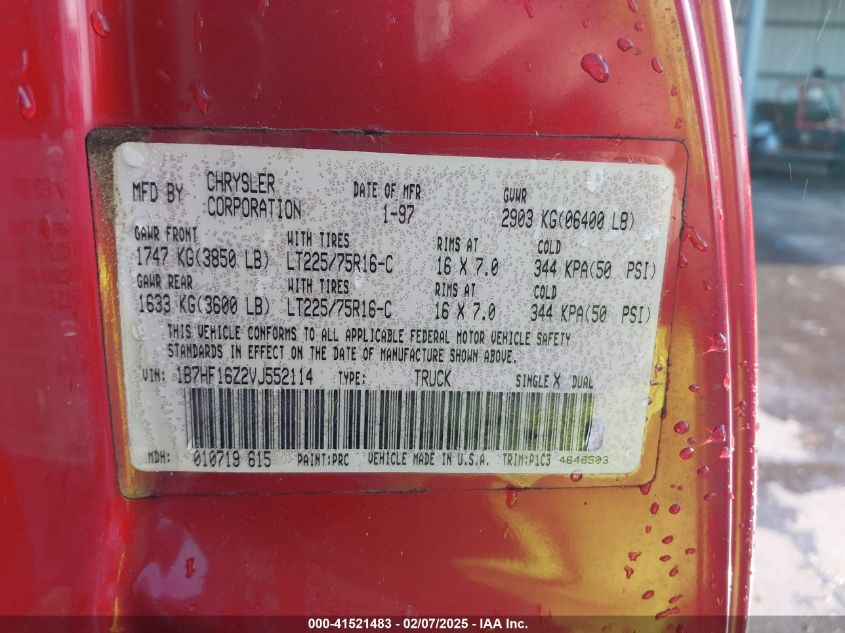 MFD BY CHRYSLER CORPORATION DATE OF MFR 1-97 GVWR 2903 KG(06400 LB)
GAWR FRONT WITH TIRES RIMS AT COLD
1747 KG(3850 LB) LT225/75R16-C 16 X 7.0 344 KPA(50 PSI)
GAWR REAR WITH TIRES RIMS AT COLD
1633 KG(3600 LB) LT225/75R16-C 16 X 7.0 344 KPA(50 PSI)
THIS VEHICLE CONFORMS TO ALL APPLICABLE FEDERAL MOTOR VEHICLE SAFETY
STANDARDS IN EFFECT ON THE DATE OF MANUFACTURE SHOWN ABOVE.
VIN: 1B7HF16Z2VJ552114 TYPE: TRUCK SINGLE X DUAL
MDH: 010719 615 PAINT:PRC VEHICLE MADE IN U.S.A. TRIM:P1C3 4648503
000-41521483 - 02/07/2025 - IAA Inc.